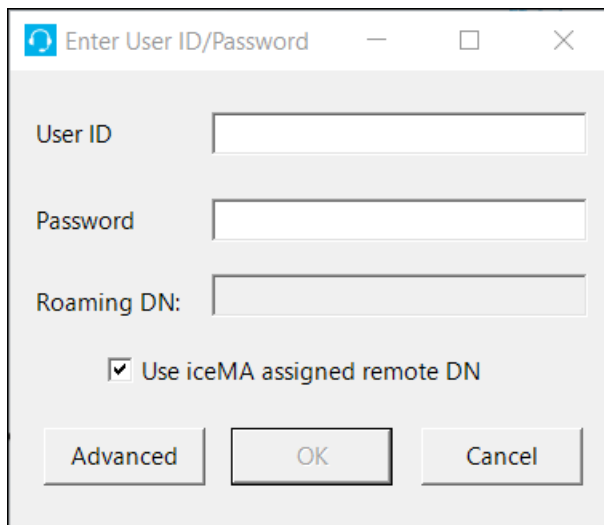 Enter User ID/Password
User ID
Password
Roaming DN:
Use iceMA assigned remote DN
Advanced OK Cancel